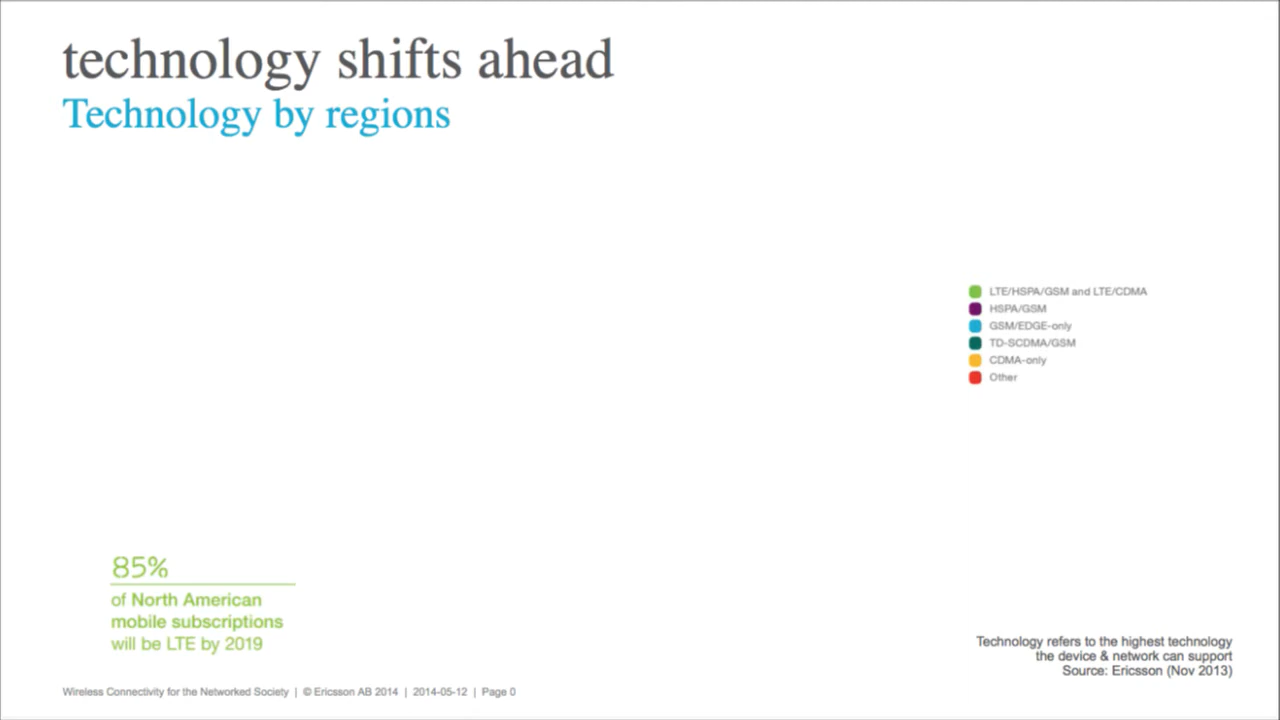 technology shifts ahead
Technology by regions
LTE/HSPA/GSM and LTE/CDMA
HSPA/GSM
GSM/EDGE-only
TD-SCDMA/GSM
CDMA-only
Other
85%
of North American
mobile subscriptions
will be LTE by 2019
Technology refers to the highest technology
the device & network can support
Source: Ericsson (Nov 2013)
Wireless Connectivity for the Networked Society | © Ericsson AB 2014 | 2014-05-12 | Page 0